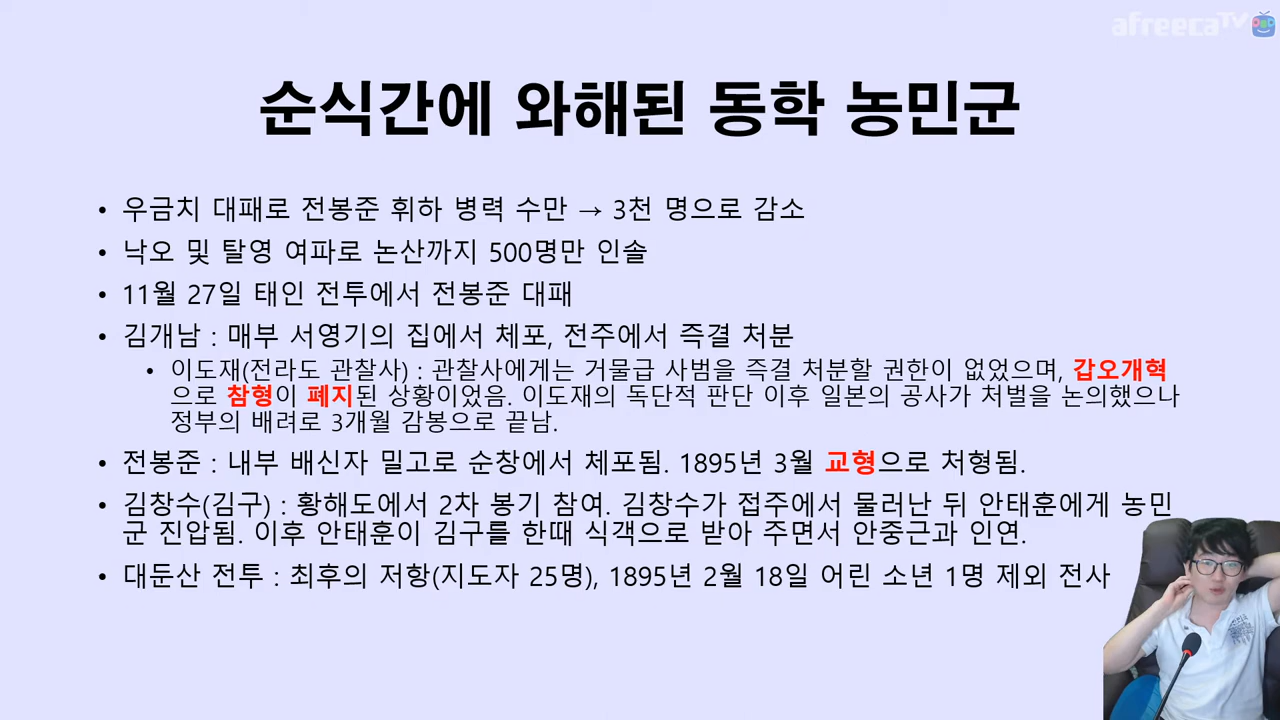 afreecaTV
순식간에 와해된 동학 농민군
• 우금치 대패로 전봉준 휘하 병력 수만 → 3천 명으로 감소
• 낙오 및 탈영 여파로 논산까지 500명만 인솔
• 11월 27일 태인 전투에서 전봉준 대패
• 김개남 : 매부 서영기의 집에서 체포, 전주에서 즉결 처분
• 이도재(전라도 관찰사) : 관찰사에게는 거물급 사범을 즉결 처분할 권한이 없었으며, 갑오개혁
으로 참형이 폐지된 상황이었음. 이도재의 독단적 판단 이후 일본의 공사가 처벌을 논의했으나
정부의 배려로 3개월 감봉으로 끝남.
• 전봉준 : 내부 배신자 밀고로 순창에서 체포됨. 1895년 3월 교형으로 처형됨.
• 김창수(김구) : 황해도에서 2차 봉기 참여. 김창수가 접주에서 물러난 뒤 안태훈에게 농민
군 진압됨. 이후 안태훈이 김구를 한때 식객으로 받아 주면서 안중근과 인연.
• 대둔산 전투 : 최후의 저항(지도자 25명), 1895년 2월 18일 어린 소년 1명 제외 전사